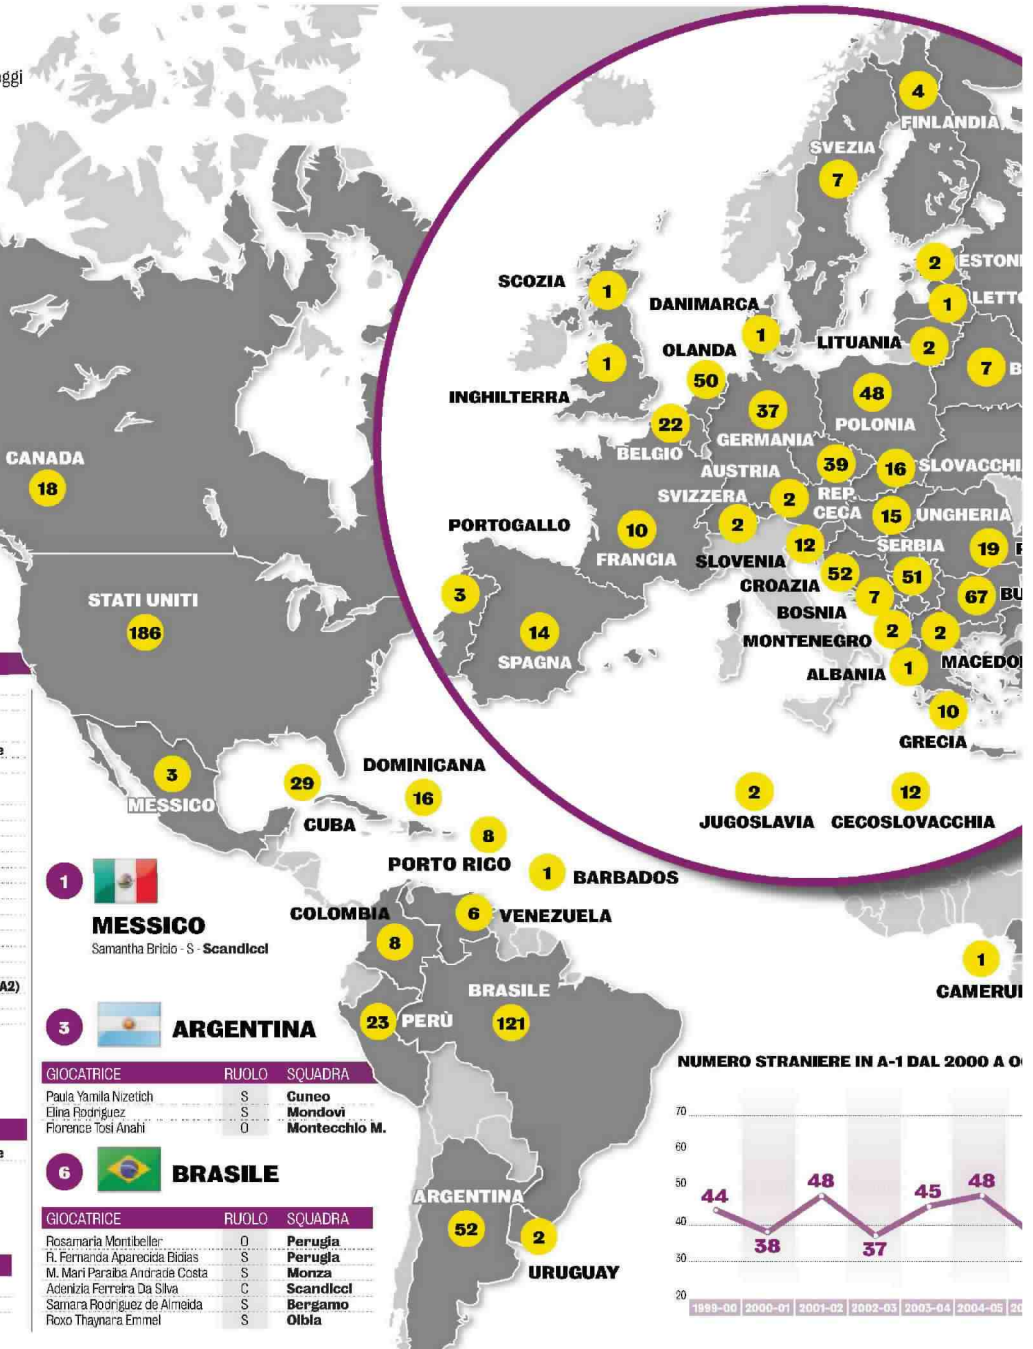 4
FINLANDIA
SVEZIA
7
2
1
SCOZIA
1
DANIMARCA
1
LITUANIA
2
7
OLANDA
50
1
INGHILTERRA
48
POLONIA
37
GERMANIA
22
BELGIO
CANADA
18
AUSTRIA
2
39
REP.
CECA
16
SVIZZERA
2
15
UNGHERIA
PORTOGALLO
3
10
FRANCIA
SLOVENIA
12
SERBIA
51
19
CROAZIA
52
67
BOSNIA
7
STATI UNITI
186
14
SPAGNA
MONTENEGRO
2
2
ALBANIA
1
10
GRECIA
3
MESSICO
29
CUBA
DOMINICANA
16
8
PORTO RICO
1
BARBADOS
2
JUGOSLAVIA
12
CECOSLOVACCHIA
COLOMBIA
8
6
VENEZUELA
1
BRASILE
121
23
PERÙ
ARGENTINA
52
2
URUGUAY
1
MESSICO
Samantha Bricio - S - Scandicci
3
ARGENTINA
GIOCATRICE RUOLO SQUADRA
Paula Yamila Nizetich S Cuneo
Elina Rodriguez S Mondovì
Florence Tosi Anahi O Montecchio M.
6
BRASILE
GIOCATRICE RUOLO SQUADRA
Rosamaria Montibeller O Perugia
R. Fernanda Aparecida Bidias S Perugia
M. Mari Paraiba Andrade Costa S Monza
Adenizia Ferreira Da Silva C Scandicci
Samara Rodriguez de Almeida S Bergamo
Roxo Thaynara Emmel S Olbia
NUMERO STRANIERE IN A-1 DAL 2000 A
70
60
50
40
30
20
44
38
48
37
45
48
1999-00 2000-01 2001-02 2002-03 2003-04 2004-05
A2)